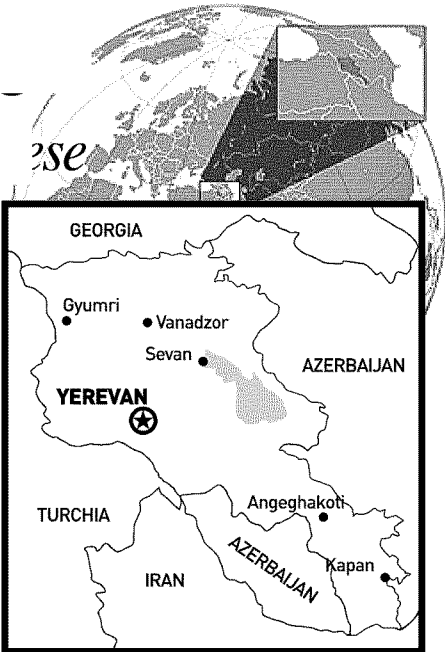 ese
GEORGIA
Gyumri
Vanadzor
Sevan
AZERBAIJAN
YEREVAN
Angeghakoti
TURCHIA
AZERBAIJAN
Kapan
IRAN